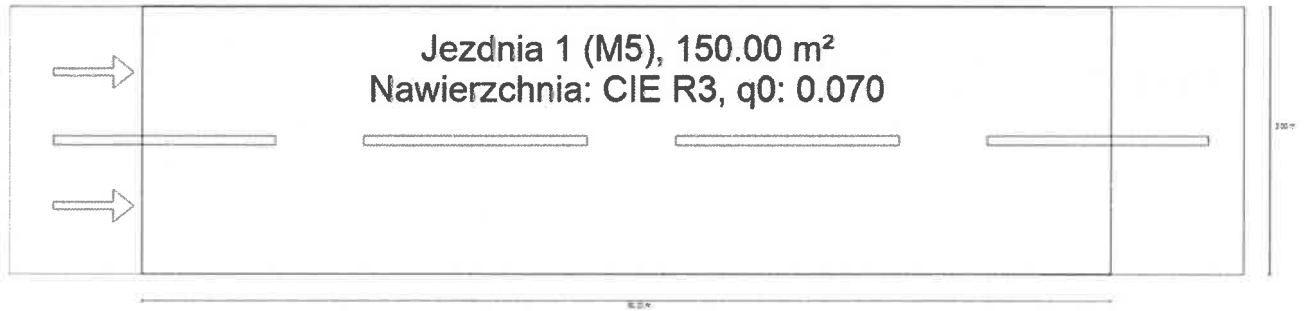 Jezdnia 1 (M5), 150.00 m²
Nawierzchnia: CIE R3, q0: 0.070